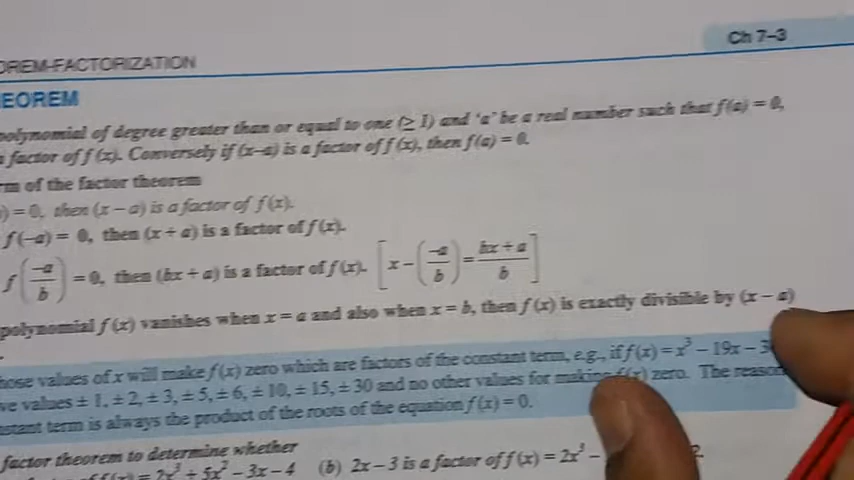 OREM-FACTORIZATION
Ch 7–3
EOREM
polynomial of degree greater than or equal to one (≥ 1) and 'a' be a real number such that f(a) = 0,
a factor of f (x). Conversely if (x–a) is a factor of f (x), then f(a) = 0.
rm of the factor theorem
) = 0, then (x − a) is a factor of f (x).
f(−a) = 0, then (x + a) is a factor of f (x).
f(−a/b) = 0, then (bx + a) is a factor of f (x). [x − (−a/b) = bx + a/b]
polynomial f (x) vanishes when x = a and also when x = b, then f (x) is exactly divisible by (x − a)
hose values of x will make f (x) zero which are factors of the constant term, e.g., if f (x) = x³ − 19x − 3
ve values ± 1, ± 2, ± 3, ± 5, ± 6, ± 10, ± 15, ± 30 and no other values for making f (x) zero. The reason
nstant term is always the product of the roots of the equation f (x) = 0.
factor theorem to determine whether
f (x) = 2x³ + 5x² − 3x − 4 (b) 2x − 3 is a factor of f (x) = 2x³ −